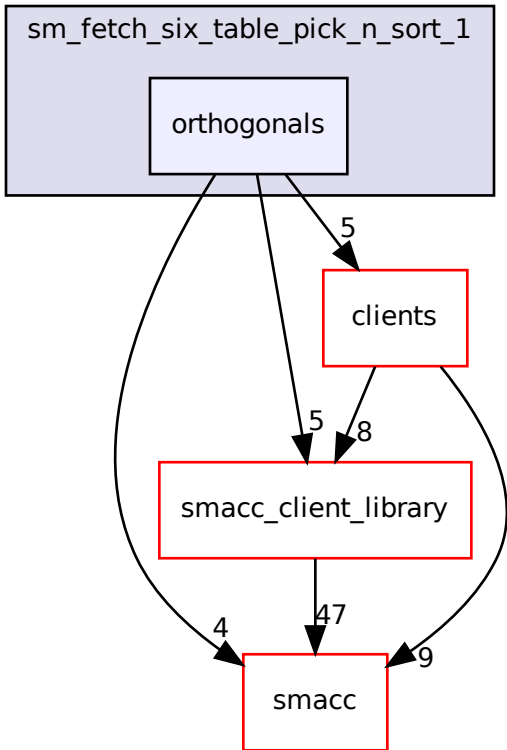 sm_fetch_six_table_pick_n_sort_1
orthogonals
5
clients
5
8
smacc_client_library
4
47
9
smacc